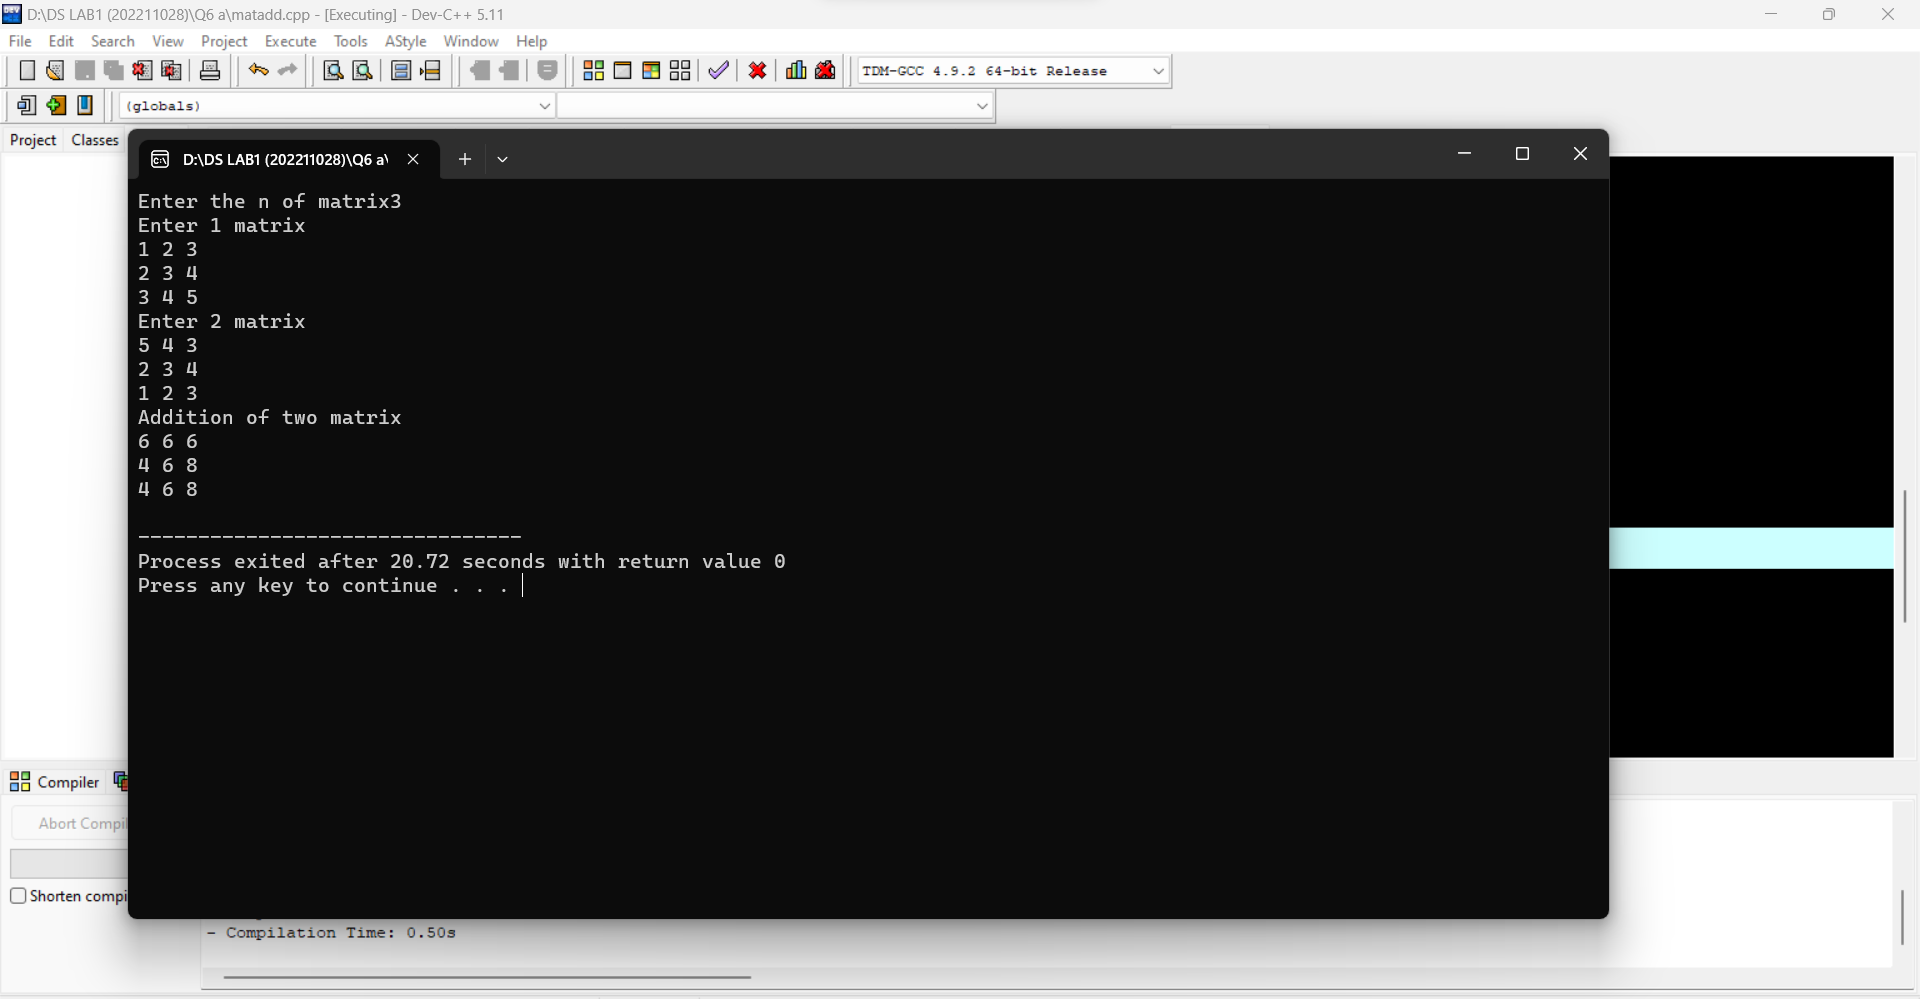 D:\DS LAB1 (202211028)\Q6 a\matadd.cpp - [Executing] - Dev-C++ 5.11
File Edit Search View Project Execute Tools AStyle Window Help
TDM-GCC 4.9.2 64-bit Release
(globals)
Project Classes
D:\DS LAB1 (202211028)\Q6 a\
Enter the n of matrix3
Enter 1 matrix
1 2 3
2 3 4
3 4 5
Enter 2 matrix
5 4 3
2 3 4
1 2 3
Addition of two matrix
6 6 6
4 6 8
4 6 8
--------------------------------
Process exited after 20.72 seconds with return value 0
Press any key to continue . . .
Compiler
Abort Compil
Shorten compi
- Compilation Time: 0.50s